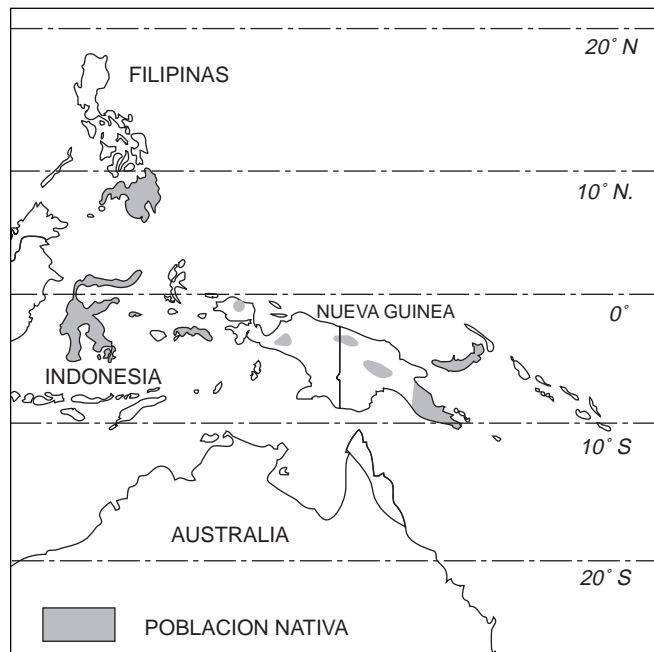 20° N
FILIPINAS
10° N.
0°
NUEVA GUINEA
INDONESIA
10° S
AUSTRALIA
20° S
POBLACION NATIVA